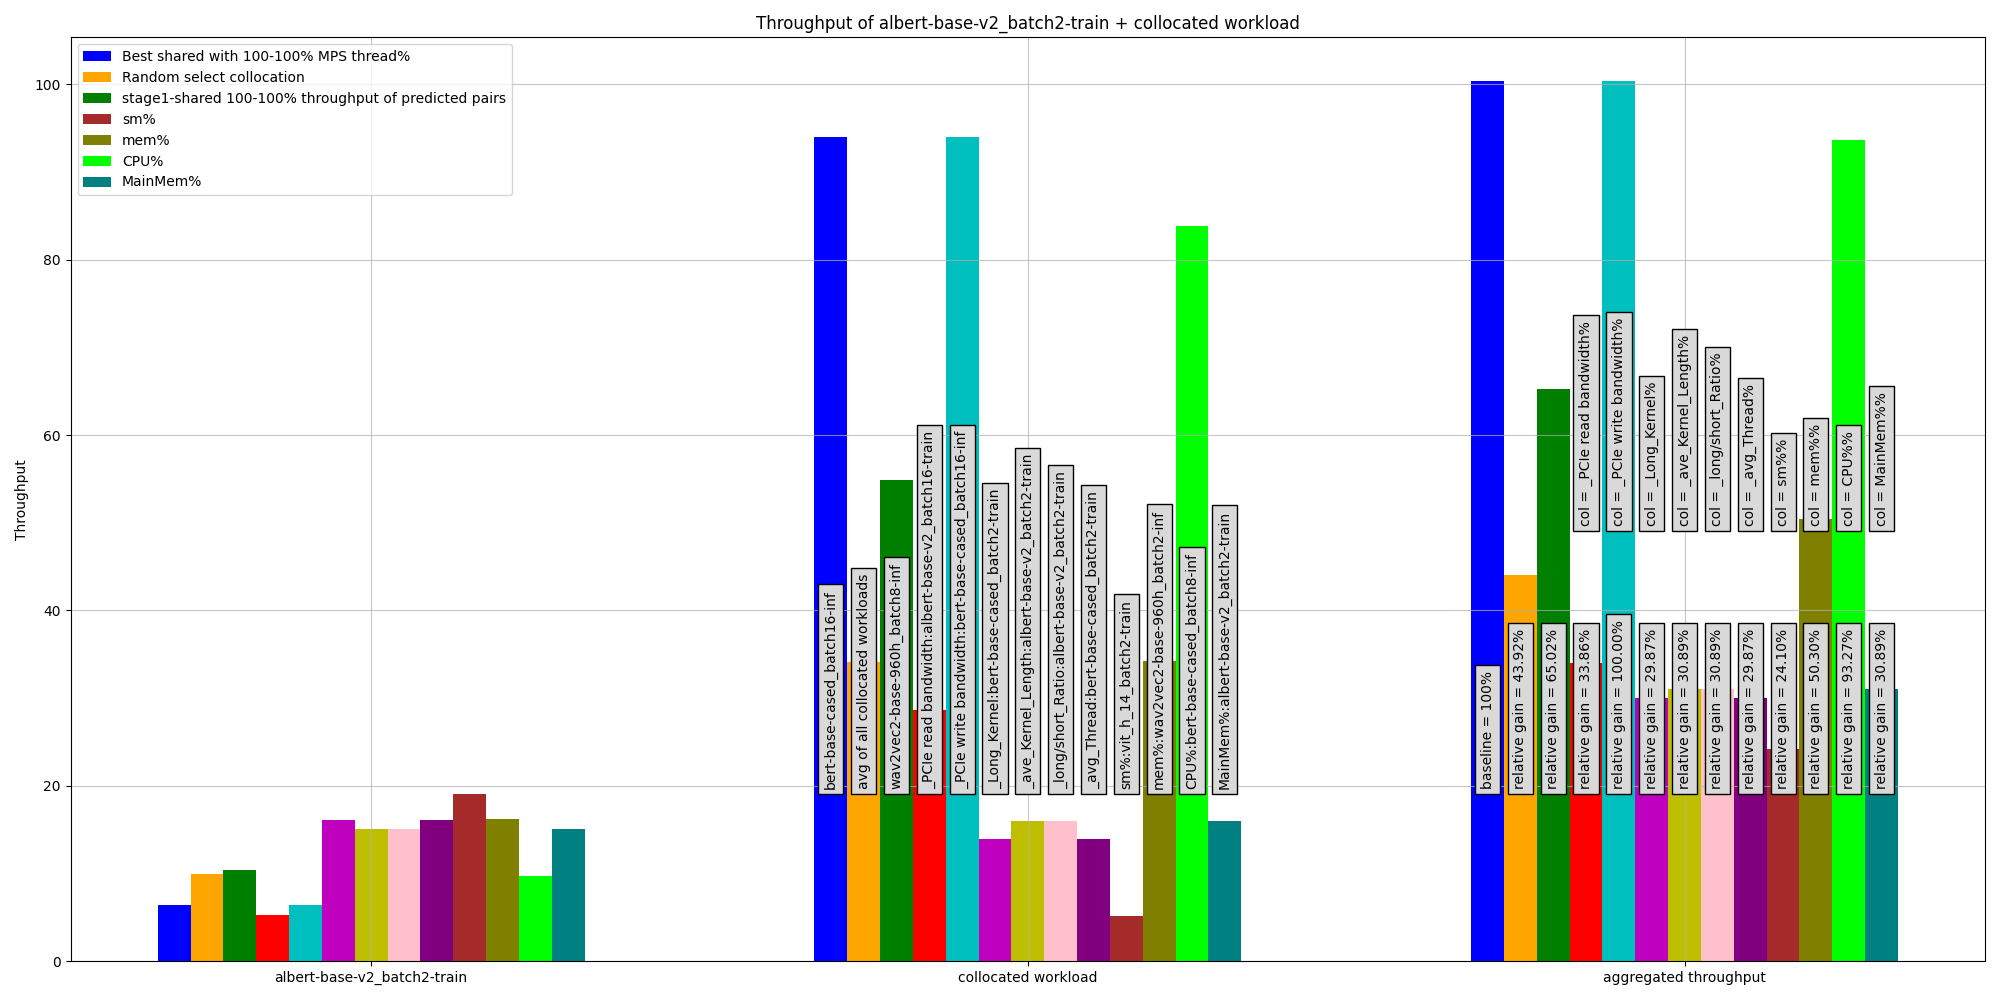 Throughput of albert-base-v2_batch2-train + collocated workload
Best shared with 100-100% MPS thread%
Random select collocation
stage1-shared 100-100% throughput of predicted pairs
sm%
mem%
CPU%
MainMem%
Throughput
100
80
60
40
20
0
bert-base-cased_batch16-inf
avg of all collocated workloads
wav2vec2-base-960h_batch8-inf
_PCIe read bandwidth:albert-base-v2_batch16-train
_PCIe write bandwidth:bert-base-cased_batch16-inf
_Long_Kernel:bert-base-cased_batch2-train
_ave_Kernel_Length:albert-base-v2_batch2-train
_long/short_Ratio:albert-base-v2_batch2-train
_avg_Thread:bert-base-cased_batch2-train
sm%:vit_h_14_batch2-train
mem%:wav2vec2-base-960h_batch2-inf
CPU%:bert-base-cased_batch8-inf
MainMem%:albert-base-v2_batch2-train
col = _PCIe read bandwidth%
col = _PCIe write bandwidth%
col = _Long_Kernel%
col = _ave_Kernel_Length%
col = _long/short_Ratio%
col = _avg_Thread%
col = sm%%
col = mem%%
col = CPU%%
col = MainMem%%
baseline = 100%
relative gain = 43.92%
relative gain = 65.02%
relative gain = 33.86%
relative gain = 100.00%
relative gain = 29.87%
relative gain = 30.89%
relative gain = 30.89%
relative gain = 29.87%
relative gain = 24.10%
relative gain = 50.30%
relative gain = 93.27%
relative gain = 30.89%
albert-base-v2_batch2-train
collocated workload
aggregated throughput